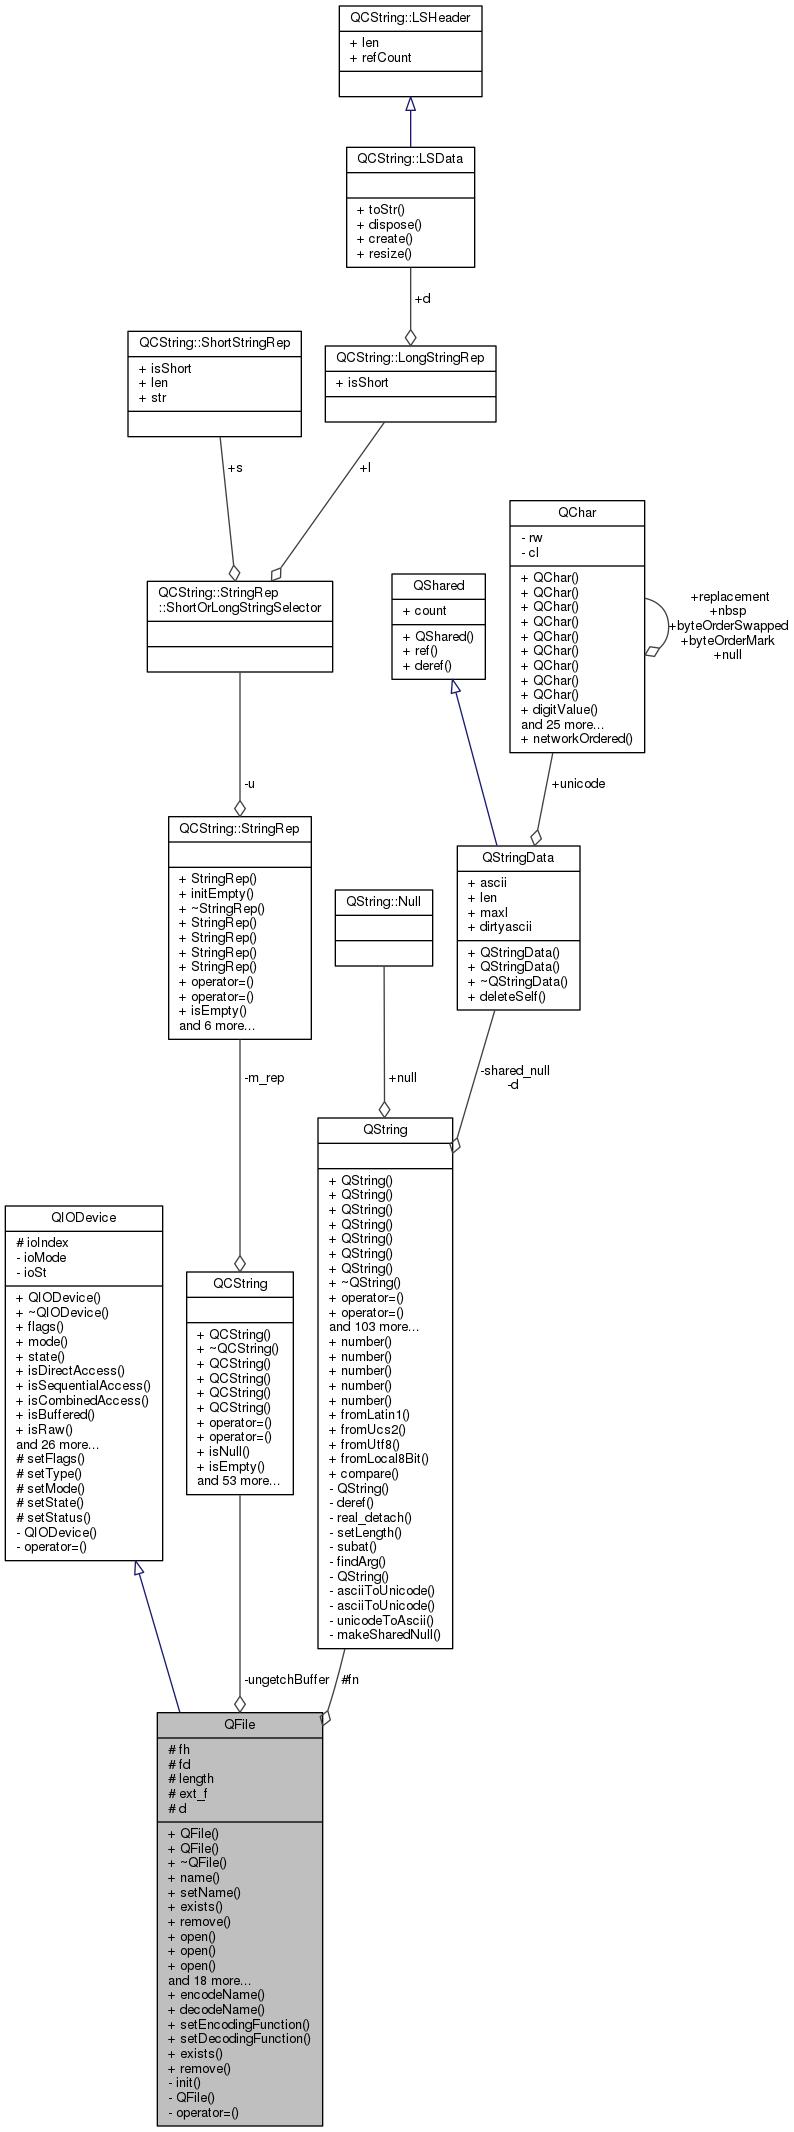 QCString::LSHeader
+ len
+ refCount
QCString::LSData
+ toStr()
+ dispose()
+ create()
+ resize()
+d
QCString::ShortStringRep
+ isShort
+ len
+ str
QCString::LongStringRep
+ isShort
+s
+l
QChar
- rw
- cl
+ QChar()
+ QChar()
+ QChar()
+ QChar()
+ QChar()
+ QChar()
+ QChar()
+ QChar()
+ QChar()
+ digitValue()
and 25 more...
+ networkOrdered()
+replacement
+nbsp
+byteOrderSwapped
+byteOrderMark
+null
QShared
+ count
+ QShared()
+ ref()
+ deref()
QCString::StringRep
::ShortOrLongStringSelector
-u
+unicode
QCString::StringRep
+ StringRep()
+ initEmpty()
+ ~StringRep()
+ StringRep()
+ StringRep()
+ StringRep()
+ StringRep()
+ operator=()
+ operator=()
+ isEmpty()
and 6 more...
QString::Null
QStringData
+ ascii
+ len
+ maxl
+ dirtyascii
+ QStringData()
+ QStringData()
+ ~QStringData()
+ deleteSelf()
-m_rep
+null
-shared_null
-d
QString
+ QString()
+ QString()
+ QString()
+ QString()
+ QString()
+ QString()
+ QString()
+ ~QString()
+ operator=()
+ operator=()
and 103 more...
+ number()
+ number()
+ number()
+ number()
+ number()
+ fromLatin1()
+ fromUcs2()
+ fromUtf8()
+ fromLocal8Bit()
+ compare()
- QString()
- deref()
- real_detach()
- setLength()
- subat()
- findArg()
- QString()
- asciiToUnicode()
- asciiToUnicode()
- unicodeToAscii()
- makeSharedNull()
QIODevice
# ioIndex
- ioMode
- ioSt
+ QIODevice()
+ ~QIODevice()
+ flags()
+ mode()
+ state()
+ isDirectAccess()
+ isSequentialAccess()
+ isCombinedAccess()
+ isBuffered()
+ isRaw()
and 26 more...
# setFlags()
# setType()
# setMode()
# setState()
# setStatus()
- QIODevice()
- operator=()
QCString
+ QCString()
+ ~QCString()
+ QCString()
+ QCString()
+ QCString()
+ QCString()
+ operator=()
+ operator=()
+ isNull()
+ isEmpty()
and 53 more...
-ungetchBuffer
#fn
QFile
# fh
# fd
# length
# ext_f
# d
+ QFile()
+ QFile()
+ ~QFile()
+ name()
+ setName()
+ exists()
+ remove()
+ open()
+ open()
+ open()
and 18 more...
+ encodeName()
+ decodeName()
+ setEncodingFunction()
+ setDecodingFunction()
+ exists()
+ remove()
- init()
- QFile()
- operator=()